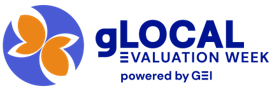 gLOCAL
EVALUATION WEEK
powered by GEI